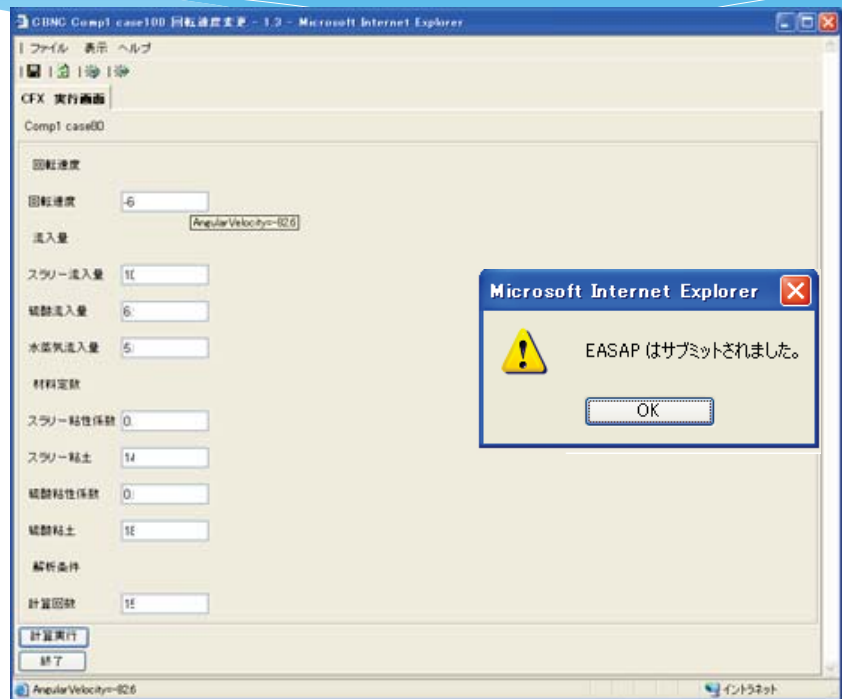 CBNC Comp1 case100 回転速度変更 - 1.2 - Microsoft Internet Explorer
ファイル 表示 ヘルプ
CFX 実行画面
Comp1 case80
回転速度
回転速度 -6
AngularVelocity=-82.6
流入量
スラリー流入量 10
硫酸流入量 6
水蒸気流入量 5
材料定数
スラリー粘性係数 0.
スラリー粘土 14
硫酸粘性係数 0.
硫酸粘土 18
解析条件
計算回数 15
計算実行
終了
AngularVelocity=-82.6
イントラネット
Microsoft Internet Explorer
EASAP はサブミットされました。
OK